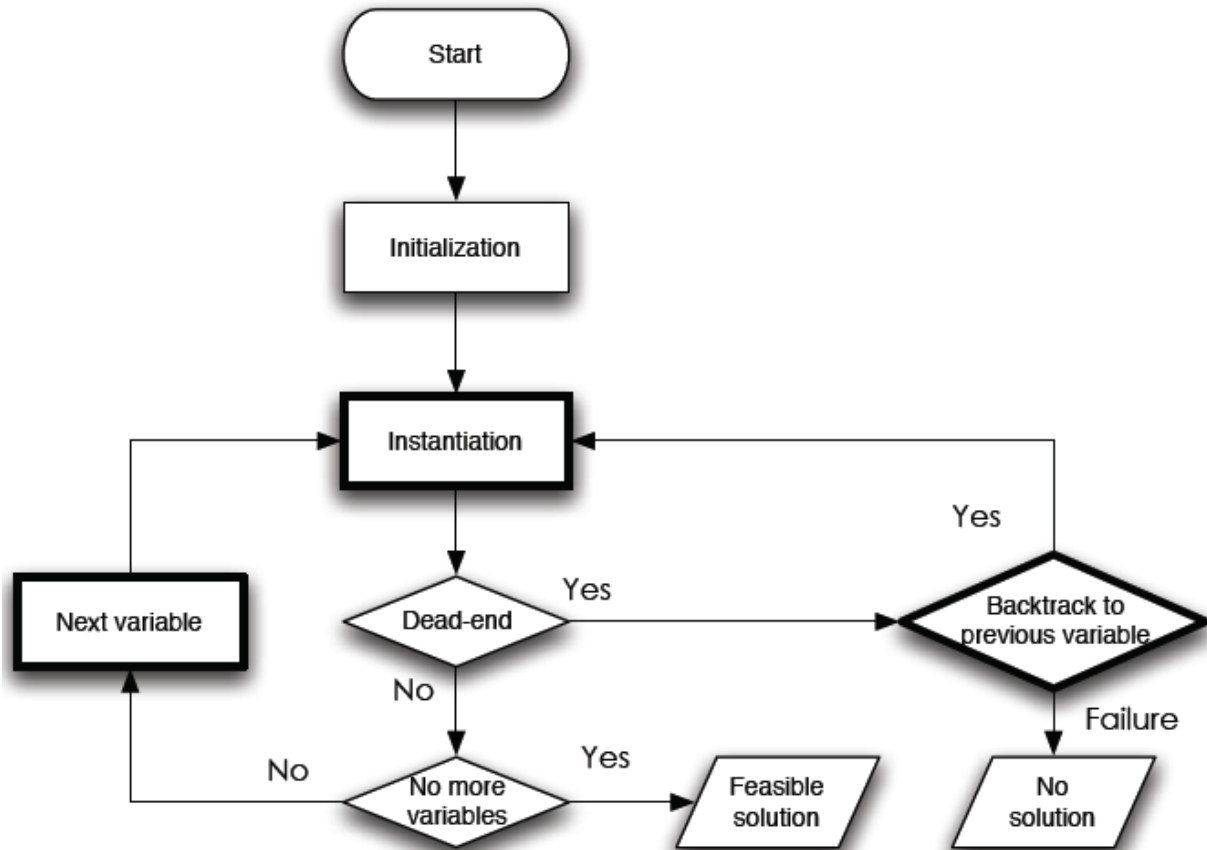 Start
Initialization
Instantiation
Yes
Next variable
Dead-end
Yes
Backtrack to
previous variable
No
Failure
No
No more
variables
Yes
Feasible
solution
No
solution